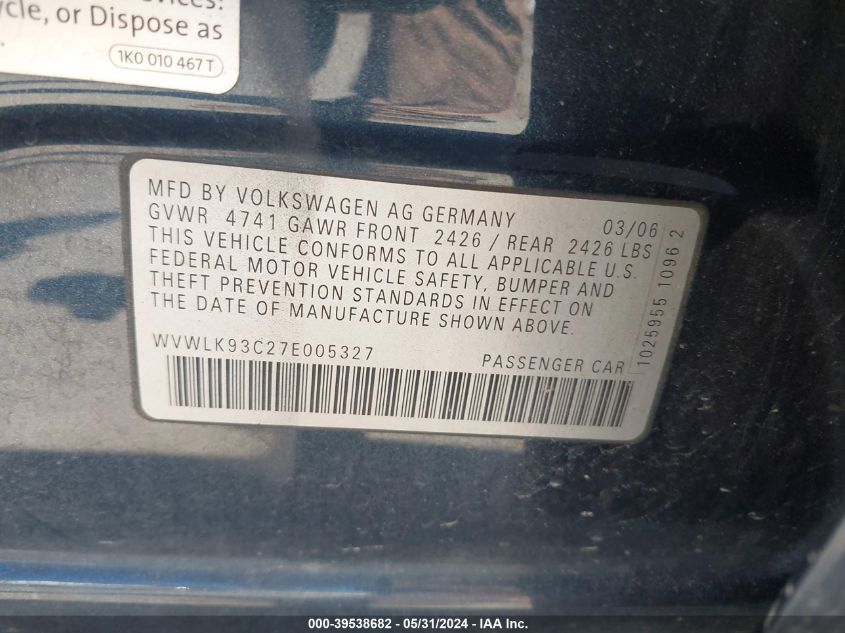 vices:
cycle, or Dispose as
1K0 010 467 T
MFD BY VOLKSWAGEN AG GERMANY 03/06
GVWR 4741 GAWR FRONT 2426 / REAR 2426 LBS
THIS VEHICLE CONFORMS TO ALL APPLICABLE U.S.
FEDERAL MOTOR VEHICLE SAFETY, BUMPER AND
THEFT PREVENTION STANDARDS IN EFFECT ON
THE DATE OF MANUFACTURE SHOWN ABOVE.
WVWLK93C27E005327 PASSENGER CAR
1025955 1096 2
000-39538682 - 05/31/2024 - IAA Inc.